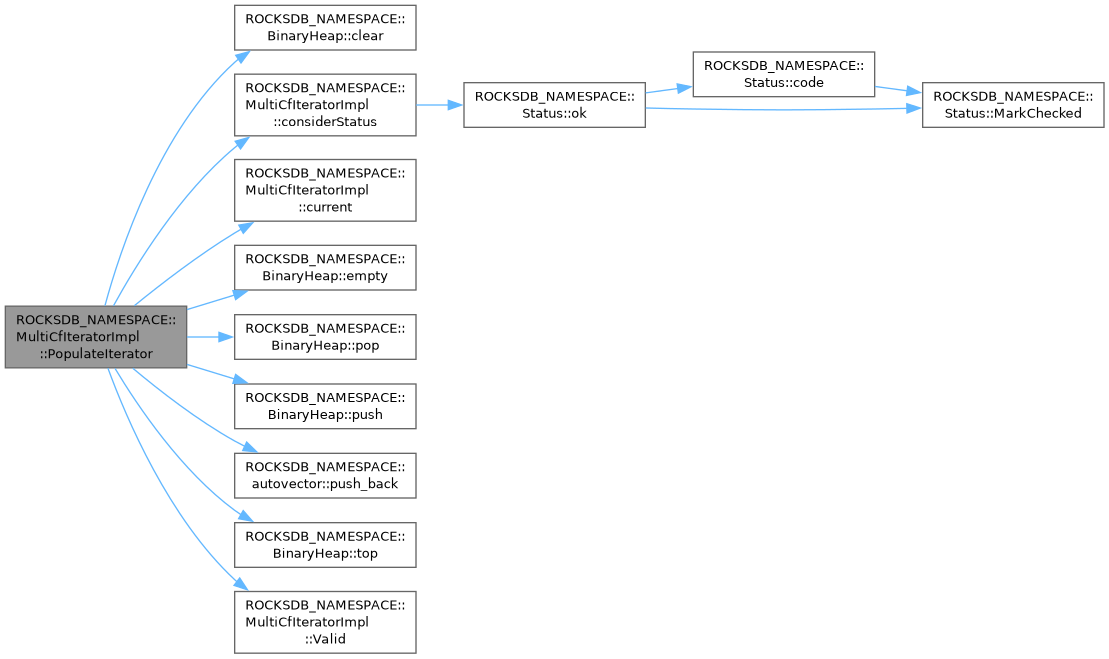 ROCKSDB_NAMESPACE::
BinaryHeap::clear
ROCKSDB_NAMESPACE::
MultiCfIteratorImpl
::considerStatus
ROCKSDB_NAMESPACE::
Status::ok
ROCKSDB_NAMESPACE::
Status::code
ROCKSDB_NAMESPACE::
Status::MarkChecked
ROCKSDB_NAMESPACE::
MultiCfIteratorImpl
::current
ROCKSDB_NAMESPACE::
BinaryHeap::empty
ROCKSDB_NAMESPACE::
MultiCfIteratorImpl
::PopulateIterator
ROCKSDB_NAMESPACE::
BinaryHeap::pop
ROCKSDB_NAMESPACE::
BinaryHeap::push
ROCKSDB_NAMESPACE::
autovector::push_back
ROCKSDB_NAMESPACE::
BinaryHeap::top
ROCKSDB_NAMESPACE::
MultiCfIteratorImpl
::Valid